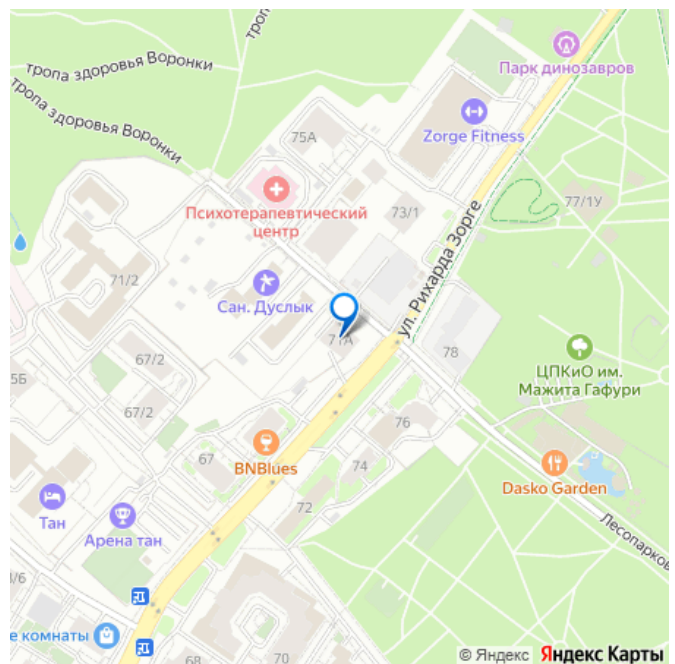 тропа здоровья Воронки
тропа здоровья Воронки
Парк динозавров
75А
Zorge Fitness
Психотерапевтический
центр
73/1
77/1У
ул. Рихарда Зорге
71/2
Сан. Дуслык
71А
78
ЦПКиО им.
Мажита Гафури
67/2
67/2
76
67
BNBlues
74
Dasko Garden
72
Тан
Арена тан
е комнаты
68
70
© Яндекс
Яндекс Карты